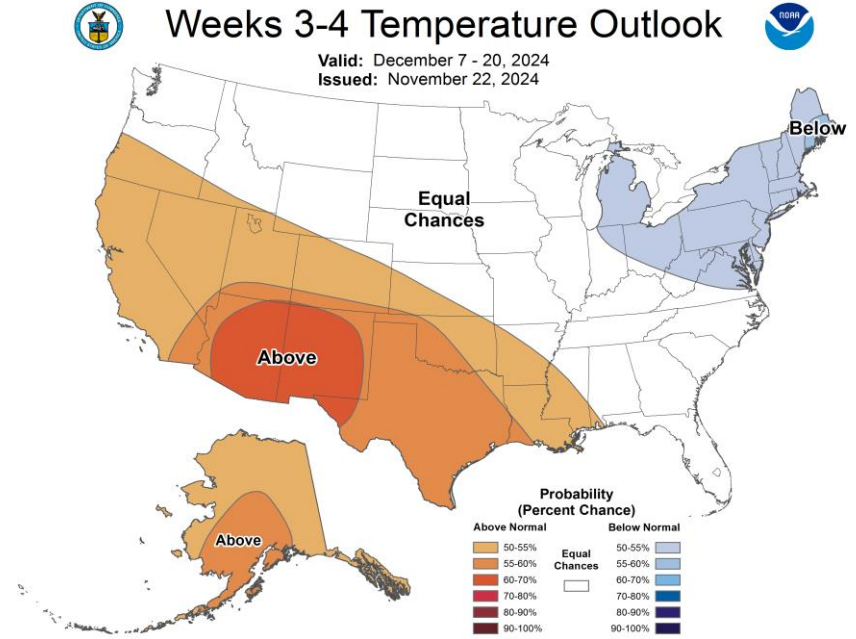 Weeks 3-4 Temperature Outlook
Valid: December 7 - 20, 2024
Issued: November 22, 2024
NOAA
Below
Equal
Chances
Above
Above
Probability
(Percent Chance)
Above Normal
Below Normal
50-55%
55-60%
60-70%
70-80%
80-90%
90-100%
Equal
Chances
50-55%
55-60%
60-70%
70-80%
80-90%
90-100%